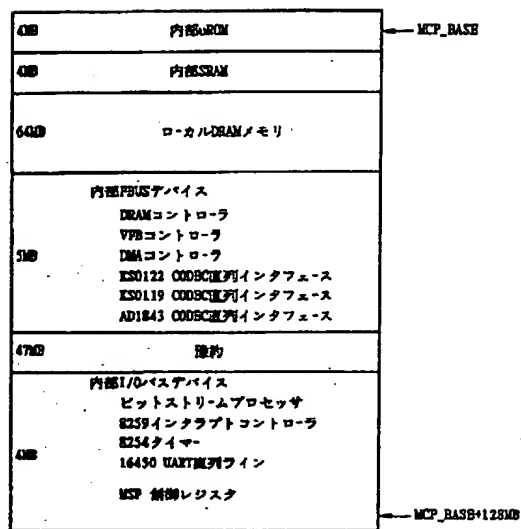 4MB 内部uROM ← MCP_BASE
4MB 内部SRAM
64MB ローカルDRAMメモリ
内部FBUSデバイス
DRAMコントローラ
VFBコントローラ
5MB DMAコントローラ
KS0122 CODEC直列インタフェース
KS0119 CODEC直列インタフェース
AD1843 CODEC直列インタフェース
47MB 豫約
内部I/Oバスデバイス
ビットストリームプロセッサ
8259インタラプトコントローラ
8254タイマー
4MB
16450 UART直列ライン
MSP 制御レジスタ
← MCP_BASE+128MB